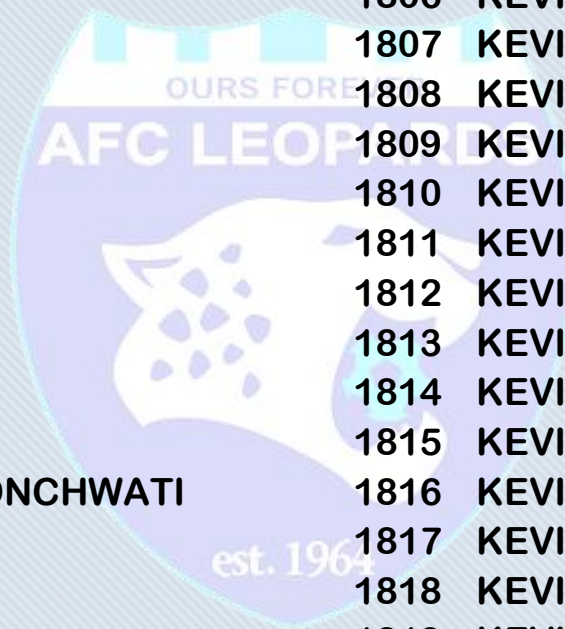 1807 KEVI
OURS FOREVER
1808 KEVI
AFC LEOPARDS
1809 KEVI
1810 KEVI
1811 KEVI
1812 KEVI
1813 KEVI
1814 KEVI
1815 KEVI
ONCHWATI 1816 KEVI
1817 KEVI
est. 1964
1818 KEVI